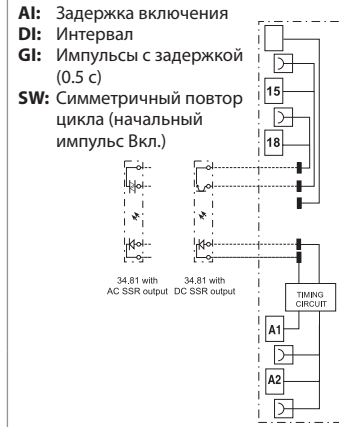 AI: Задержка включения
DI: Интервал
GI: Импульсы с задержкой
(0.5 с)
SW: Симметричный повтор
цикла (начальный
импульс Вкл.)
15
18
34.81 with
AC SSR output
34.81 with
DC SSR output
TIMING
CIRCUIT
A1
A2